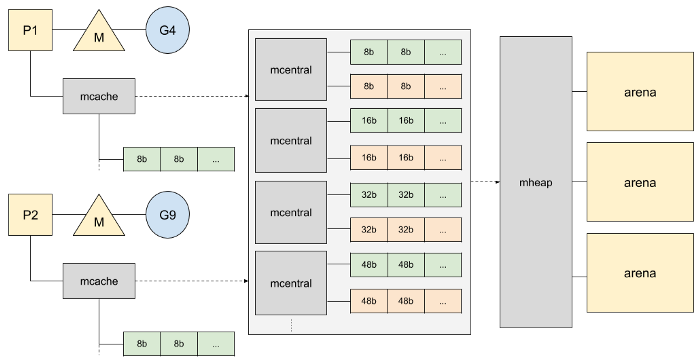 P1
M
G4
mcache
8b 8b ...
P2
M
G9
mcache
8b 8b ...
mcentral
8b 8b ...
8b 8b ...
mcentral
16b 16b ...
16b 16b ...
mcentral
32b 32b ...
32b 32b ...
mcentral
48b 48b ...
48b 48b ...
mheap
arena
arena
arena